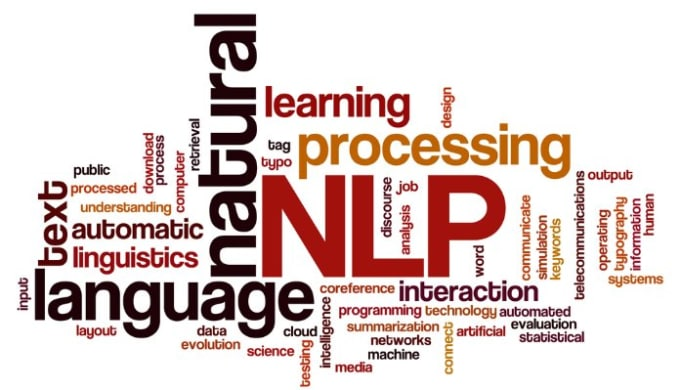 natural
learning
design
retrieval
tag
processing
typo
download
process
computer
public
processed
understanding
text
automatic
linguistics
NLP
discourse
job
analysis
word
communicate
simulation
keywords
telecommunications
output
operating
typography
information
human
systems
input
language
coreference
interaction
layout
data
evolution
cloud
science
testing
intelligence
programming
technology
automated
summarization
connect
artificial
evaluation
statistical
networks
machine
media